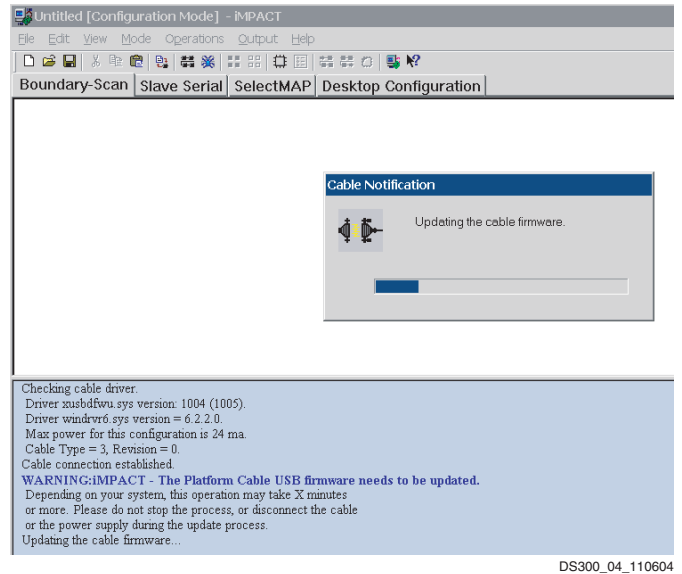 Untitled [Configuration Mode] - iMPACT
File Edit View Mode Operations Output Help
Boundary-Scan Slave Serial SelectMAP Desktop Configuration
Cable Notification
Updating the cable firmware.
Checking cable driver.
Driver xusbdfwu.sys version: 1004 (1005).
Driver windrvr6.sys version = 6.2.2.0.
Max power for this configuration is 24 ma.
Cable Type = 3, Revision = 0.
Cable connection established.
WARNING:iMPACT - The Platform Cable USB firmware needs to be updated.
Depending on your system, this operation may take X minutes
or more. Please do not stop the process, or disconnect the cable
or the power supply during the update process.
Updating the cable firmware...
DS300_04_110604